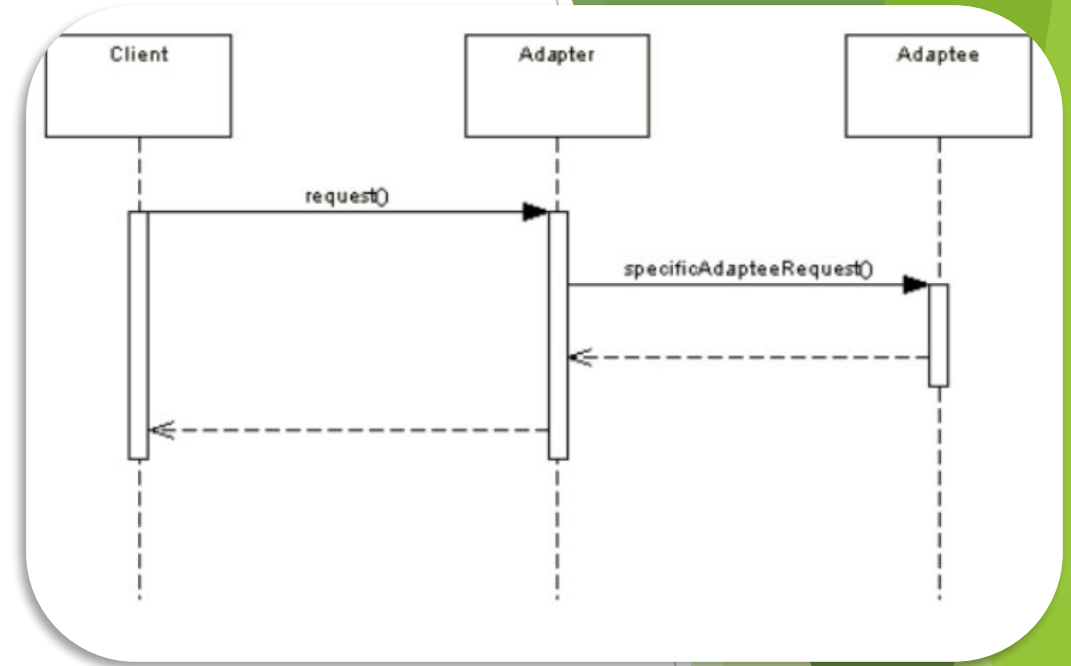 Client
Adapter
Adaptee
request()
specificAdapteeRequest()